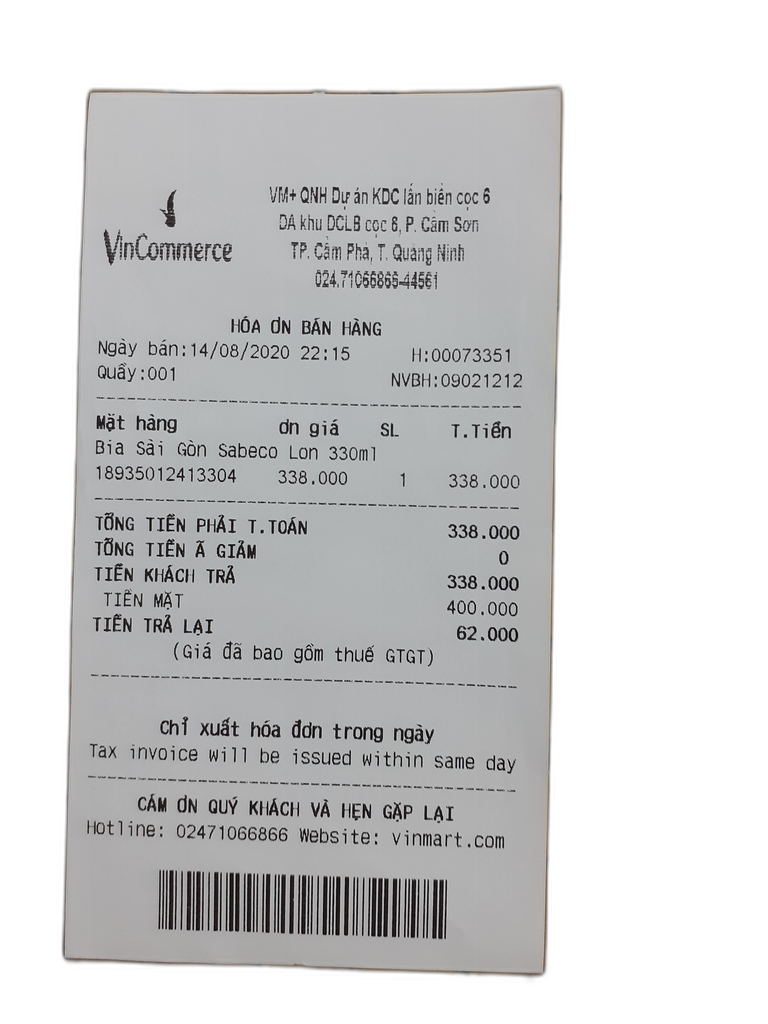 VinCommerce
VM+ QNH Dự án KDC lấn biển cọc 6
DA khu DCLB cọc 6, P. Cẩm Sơn
TP. Cẩm Phả, T. Quảng Ninh
024.71066866-44561
HÓA ƠN BÁN HÀNG
Ngày bán:14/08/2020 22:15 H:00073351
Quầy:001 NVBH:09021212
Mặt hàng ơn giá SL T.Tiền
Bia Sài Gòn Sabeco Lon 330ml
18935012413304 338.000 1 338.000
TỔNG TIỀN PHẢI T.TOÁN 338.000
TỔNG TIỀN Ã GIẢM 0
TIỀN KHÁCH TRẢ 338.000
TIỀN MẶT 400.000
TIỀN TRẢ LẠI 62.000
(Giá đã bao gồm thuế GTGT)
Chỉ xuất hóa đơn trong ngày
Tax invoice will be issued within same day
CÁM ƠN QUÝ KHÁCH VÀ HẸN GẶP LẠI
Hotline: 02471066866 Website: vinmart.com